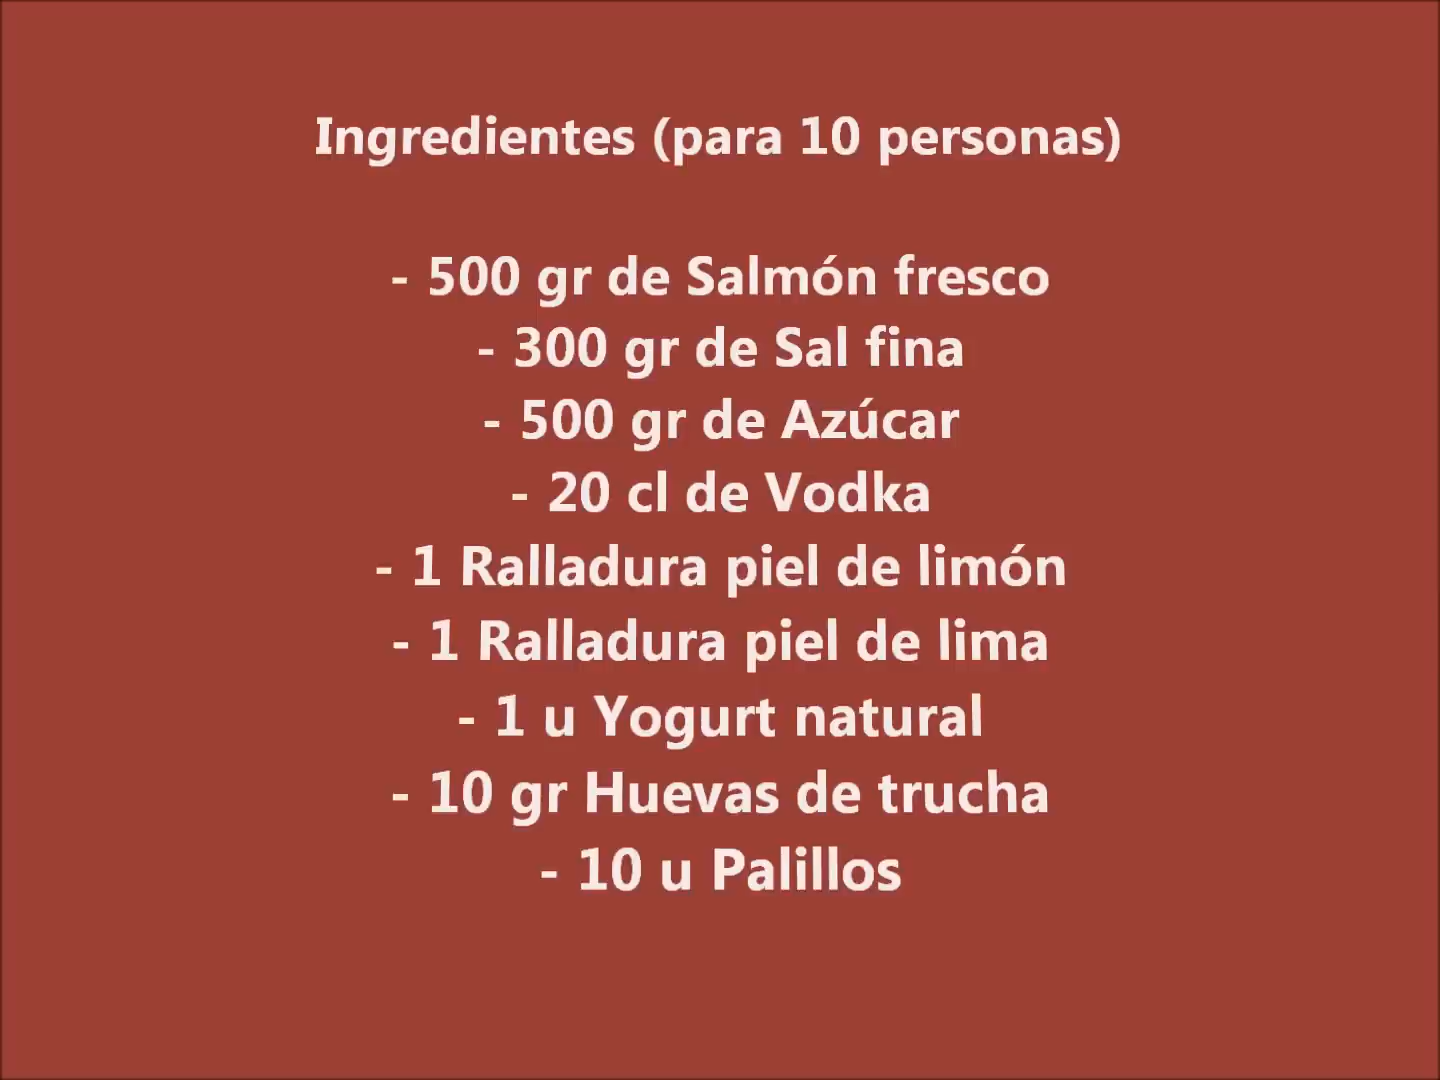 Ingredientes (para 10 personas)
- 500 gr de Salmón fresco
- 300 gr de Sal fina
- 500 gr de Azúcar
- 20 cl de Vodka
- 1 Ralladura piel de limón
- 1 Ralladura piel de lima
- 1 u Yogurt natural
- 10 gr Huevas de trucha
- 10 u Palillos